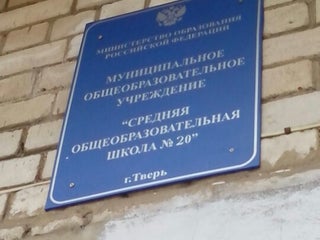 МИНИСТЕРСТВО ОБРАЗОВАНИЯ
РОССИЙСКОЙ ФЕДЕРАЦИИ
МУНИЦИПАЛЬНОЕ
ОБЩЕОБРАЗОВАТЕЛЬНОЕ
УЧРЕЖДЕНИЕ
"СРЕДНЯЯ
ОБЩЕОБРАЗОВАТЕЛЬНАЯ
ШКОЛА № 20"
г.Тверь